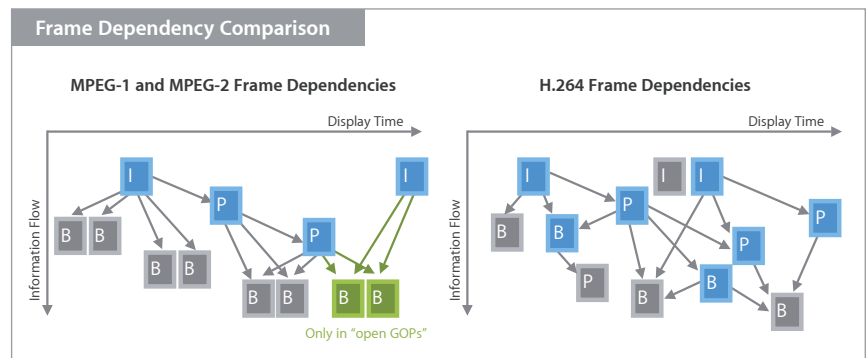 Frame Dependency Comparison
MPEG-1 and MPEG-2 Frame Dependencies
Display Time
Information Flow
I
I
P
B
B
P
B
B
B
B
B
B
Only in “open GOPs”
H.264 Frame Dependencies
Display Time
Information Flow
I
I
I
P
P
B
B
P
B
P
B
B